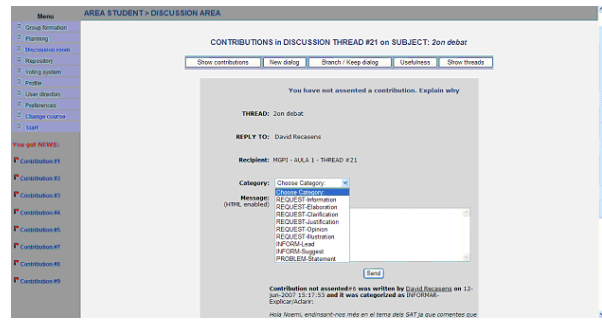 Menu
AREA STUDENT > DISCUSSION AREA
Group formation
Planning
Discussion room
Repository
Voting system
Profile
User directory
Preferences
Change course
Start
You got NEWS:
Contribution #1
Contribution #2
Contribution #3
Contribution #4
Contribution #5
Contribution #7
Contribution #8
Contribution #9
CONTRIBUTIONS in DISCUSSION THREAD #21 on SUBJECT: 2on debat
Show contributions New dialog Branch / Keep dialog Usefulness Show threads
You have not assented a contribution. Explain why
THREAD: 2on debat
REPLY TO: David Recasens
Recipient: MGPI - AULA 1 - THREAD #21
Category: Choose Category:
Message:
(HTML enabled)
Choose Category:
REQUEST-Information
REQUEST-Elaboration
REQUEST-Clarification
REQUEST-Justification
REQUEST-Opinion
REQUEST-Illustration
INFORM-Lead
INFORM-Suggest
PROBLEM-Statement
Send
Contribution not assented#6 was written by David Recasens on 12-
jun-2007 15:17:53 and it was categorized as INFORMAR-
Explicar/Aclarir:
Hola Noemi, endinsant-nos més en el tema dels SAT ja que comentes que